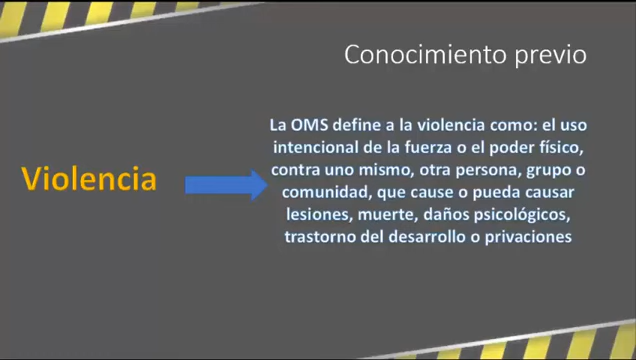 Conocimiento previo
Violencia
La OMS define a la violencia como: el uso
intencional de la fuerza o el poder físico,
contra uno mismo, otra persona, grupo o
comunidad, que cause o pueda causar
lesiones, muerte, daños psicológicos,
trastorno del desarrollo o privaciones